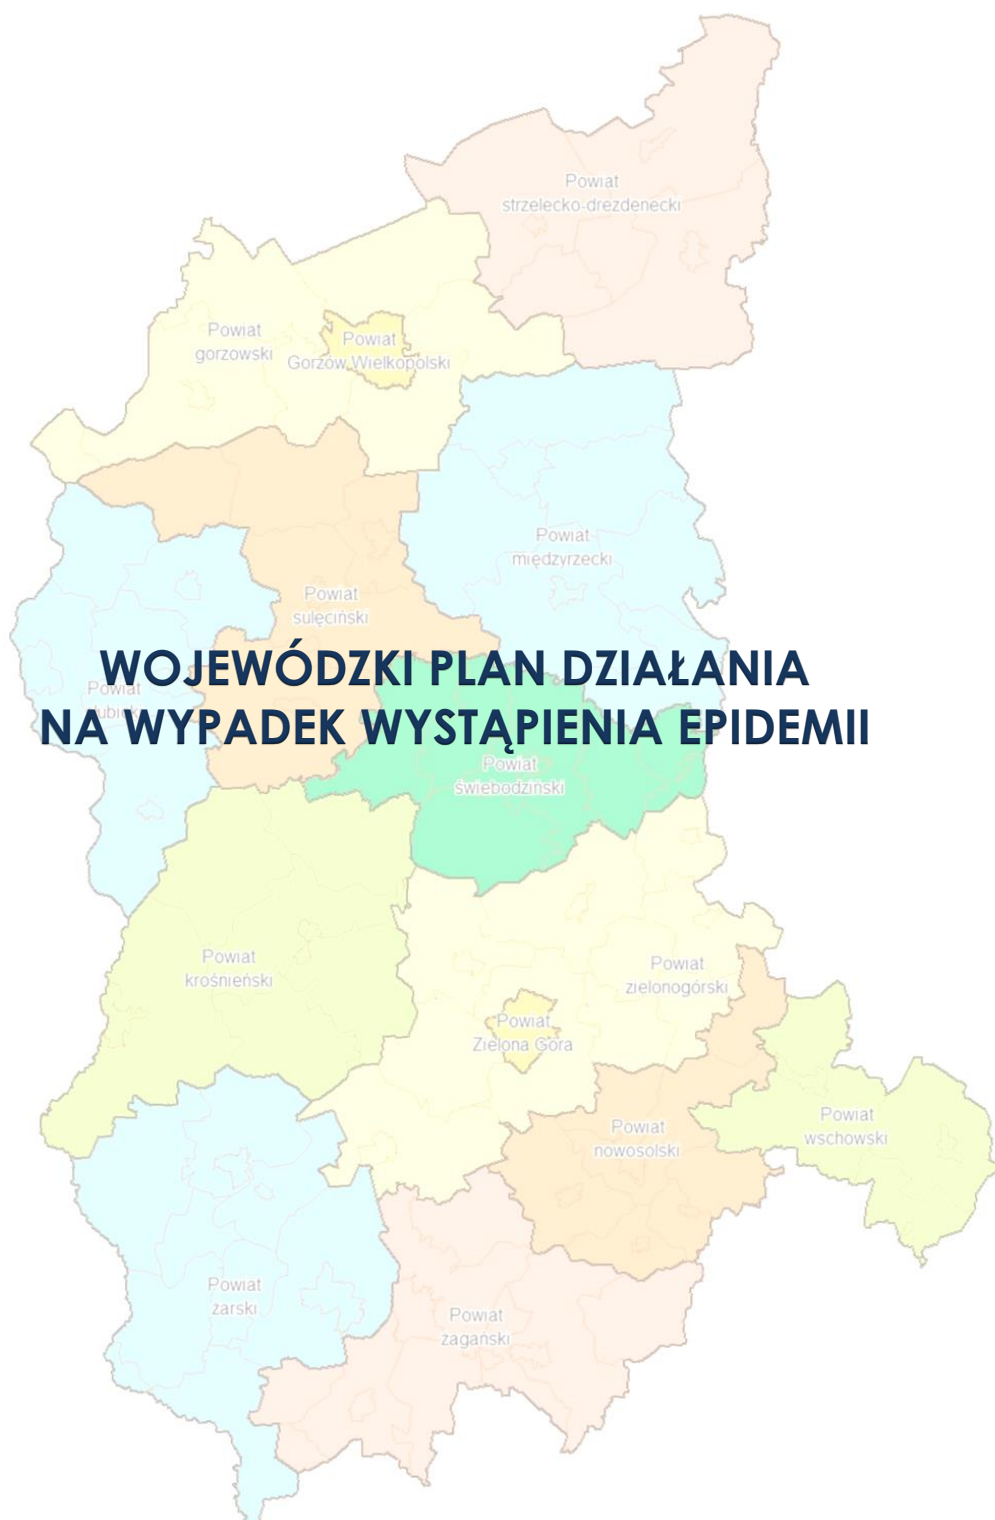 Powiat
strzelecko-drezdenecki
Powiat
gorzowski
Powiat
Gorzów Wielkopolski
Powiat
międzyrzecki
Powiat
sulęciński
WOJEWÓDZKI PLAN DZIAŁANIA
NA WYPADEK WYSTĄPIENIA EPIDEMII
Powiat
Powiat
świebodziński
Powiat
krośnieński
Powiat
zielonogórski
Powiat
Zielona Góra
Powiat
nowosolski
Powiat
wschowski
Powiat
żarski
Powiat
żagański